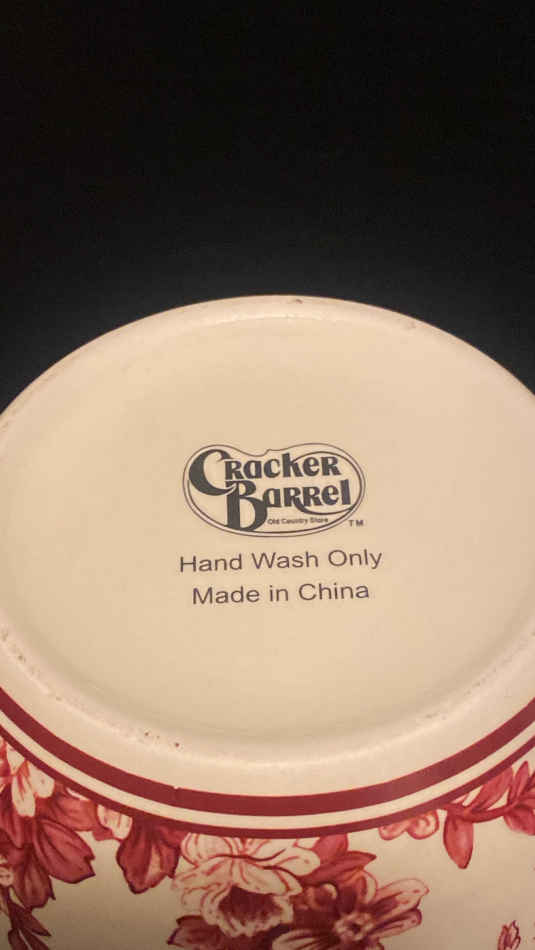 Cracker
Barrel
Old Country Store
TM
Hand Wash Only
Made in China